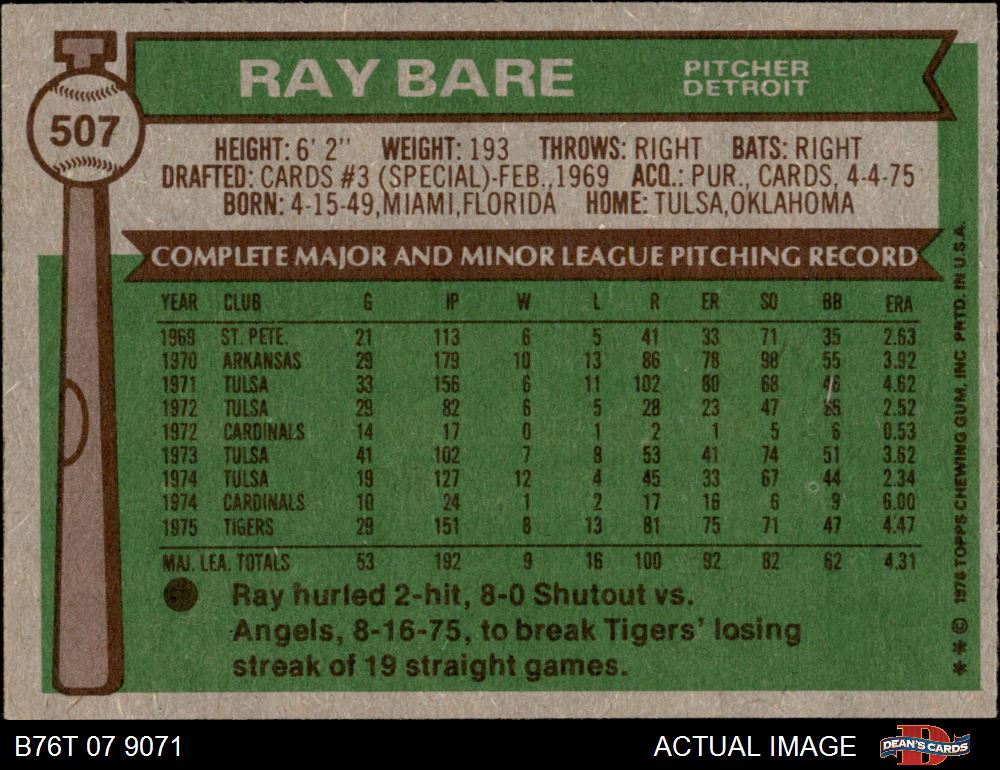 RAY BARE
PITCHER
DETROIT
507
HEIGHT: 6' 2" WEIGHT: 193 THROWS: RIGHT BATS: RIGHT
DRAFTED: CARDS #3 (SPECIAL)-FEB., 1969 ACQ.: PUR., CARDS, 4-4-75
BORN: 4-15-49, MIAMI, FLORIDA HOME: TULSA, OKLAHOMA
COMPLETE MAJOR AND MINOR LEAGUE PITCHING RECORD
YEAR CLUB G IP W L R ER SO BB ERA
1969 ST. PETE. 21 113 6 5 41 33 71 35 2.63
1970 ARKANSAS 29 179 10 13 86 78 98 55 3.92
1971 TULSA 33 156 6 11 102 80 68 46 4.62
1972 TULSA 29 82 6 5 28 23 47 2.52
1972 CARDINALS 14 17 0 1 2 1 5 6 0.53
1973 TULSA 41 102 7 8 53 41 74 51 3.62
1974 TULSA 19 127 12 4 45 33 67 44 2.34
1974 CARDINALS 10 24 1 2 17 16 6 9 6.00
1975 TIGERS 29 151 8 13 81 75 71 47 4.47
MAJ. LEA. TOTALS 53 192 9 16 100 92 82 62 4.31
Ray hurled 2-hit, 8-0 Shutout vs.
Angels, 8-16-75, to break Tigers' losing
streak of 19 straight games.
* * © 1976 TOPPS CHEWING GUM, INC PRTD. IN U.S.A.
B76T 07 9071
ACTUAL IMAGE
D
DEAN'S CARDS